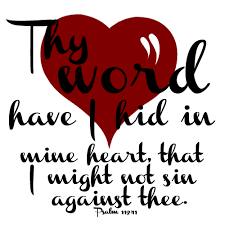 Thy
word
have I hid in
mine heart, that
I might not sin
against thee.
Psalm 119:11